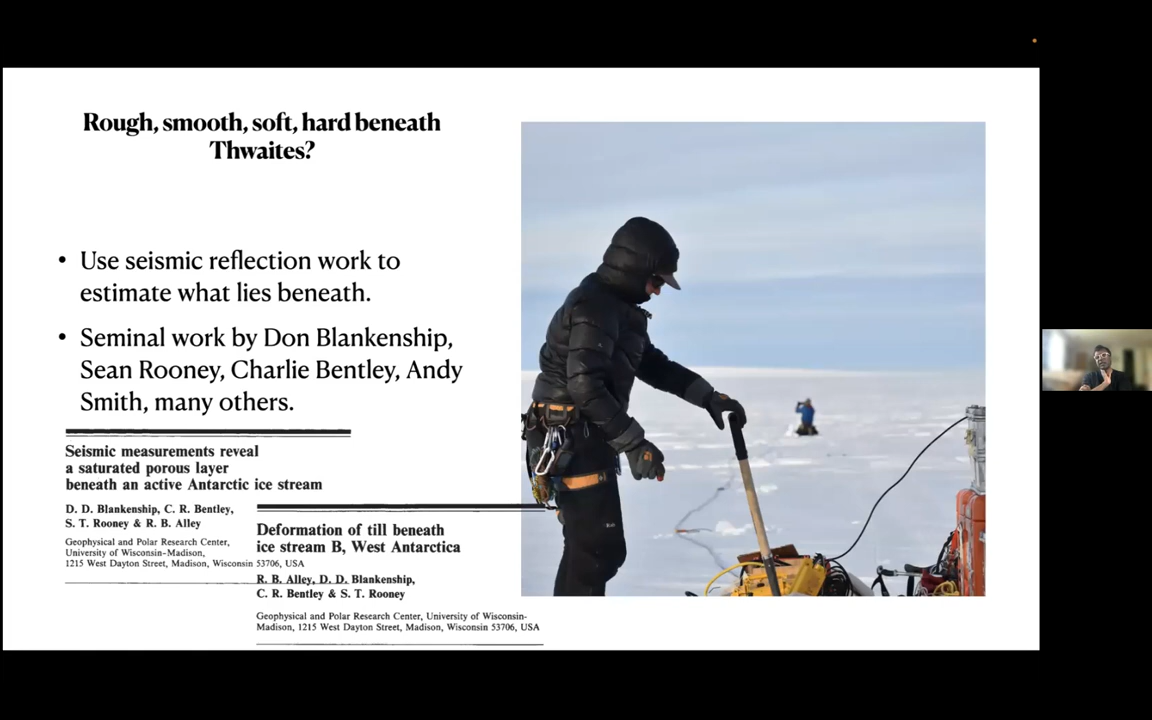 Rough, smooth, soft, hard beneath
Thwaites?
• Use seismic reflection work to
estimate what lies beneath.
• Seminal work by Don Blankenship,
Sean Rooney, Charlie Bentley, Andy
Smith, many others.
Seismic measurements reveal
a saturated porous layer
beneath an active Antarctic ice stream
D. D. Blankenship, C. R. Bentley,
S. T. Rooney & R. B. Alley
Geophysical and Polar Research Center,
University of Wisconsin-Madison,
1215 West Dayton Street, Madison, Wisconsin 53706, USA
Deformation of till beneath
ice stream B, West Antarctica
R. B. Alley, D. D. Blankenship,
C. R. Bentley & S. T. Rooney
Geophysical and Polar Research Center, University of Wisconsin-
Madison, 1215 West Dayton Street, Madison, Wisconsin 53706, USA